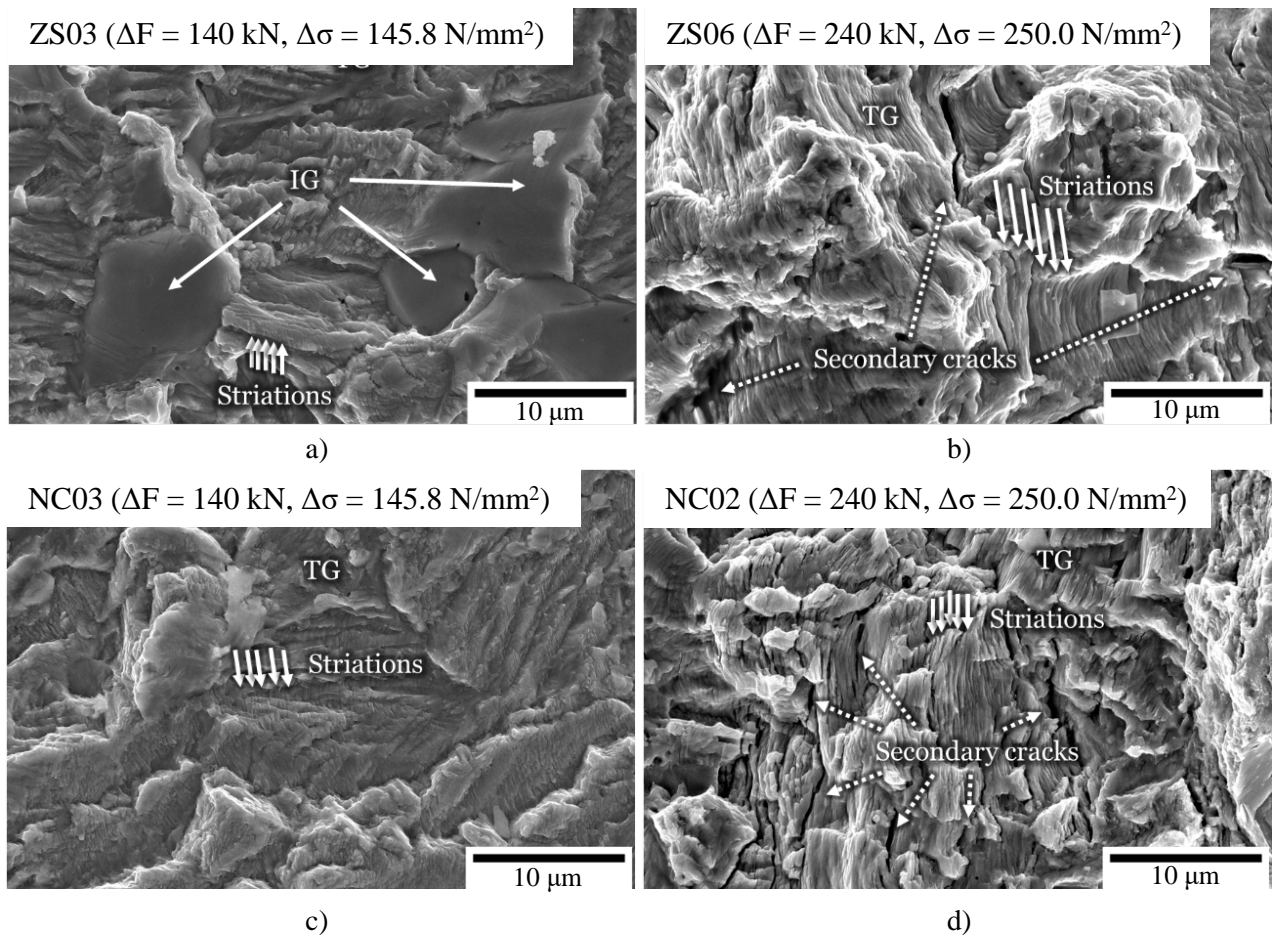 ZS03 (ΔF = 140 kN, Δσ = 145.8 N/mm²)
IG
Striations
10 μm
a)
ZS06 (ΔF = 240 kN, Δσ = 250.0 N/mm²)
TG
Striations
Secondary cracks
10 μm
b)
NC03 (ΔF = 140 kN, Δσ = 145.8 N/mm²)
TG
Striations
10 μm
c)
NC02 (ΔF = 240 kN, Δσ = 250.0 N/mm²)
TG
Striations
Secondary cracks
10 μm
d)